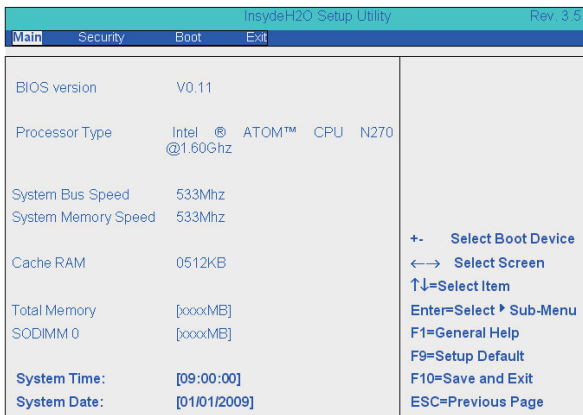 InsydeH2O Setup Utility Rev. 3.5
Main Security Boot Exit
BIOS version V0.11
Processor Type Intel ® ATOM™ CPU N270
@1.60Ghz
System Bus Speed 533Mhz
System Memory Speed 533Mhz
Cache RAM 0512KB
Total Memory [xxxxMB]
SODIMM 0 [xxxxMB]
System Time: [09:00:00]
System Date: [01/01/2009]
+- Select Boot Device
←→ Select Screen
↑↓=Select Item
Enter=Select ▸ Sub-Menu
F1=General Help
F9=Setup Default
F10=Save and Exit
ESC=Previous Page